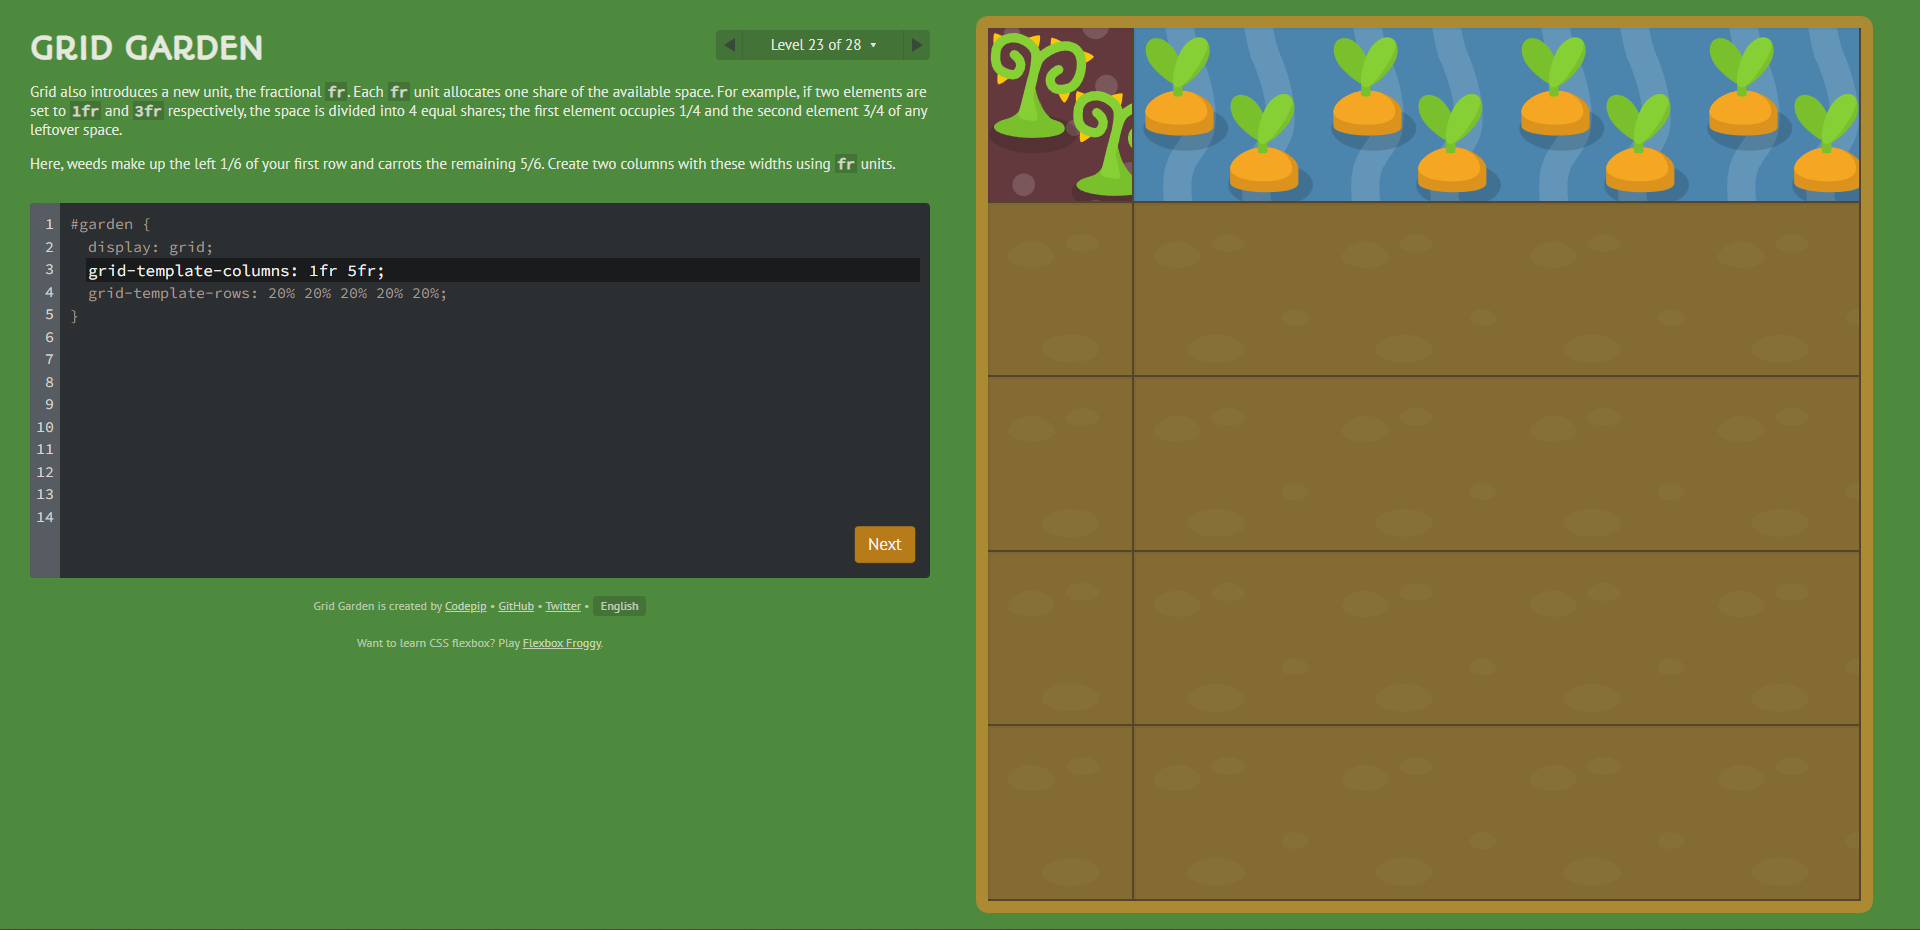 GRID GARDEN
Level 23 of 28 ▾
Grid also introduces a new unit, the fractional fr. Each fr unit allocates one share of the available space. For example, if two elements are
set to 1fr and 3fr respectively, the space is divided into 4 equal shares; the first element occupies 1/4 and the second element 3/4 of any
leftover space.
Here, weeds make up the left 1/6 of your first row and carrots the remaining 5/6. Create two columns with these widths using fr units.
1 #garden {
2 display: grid;
3 grid-template-columns: 1fr 5fr;
4 grid-template-rows: 20% 20% 20% 20% 20%;
5 }
6
7
8
9
10
11
12
13
14
Next
Grid Garden is created by Codepip • GitHub • Twitter • English
Want to learn CSS flexbox? Play Flexbox Froggy.